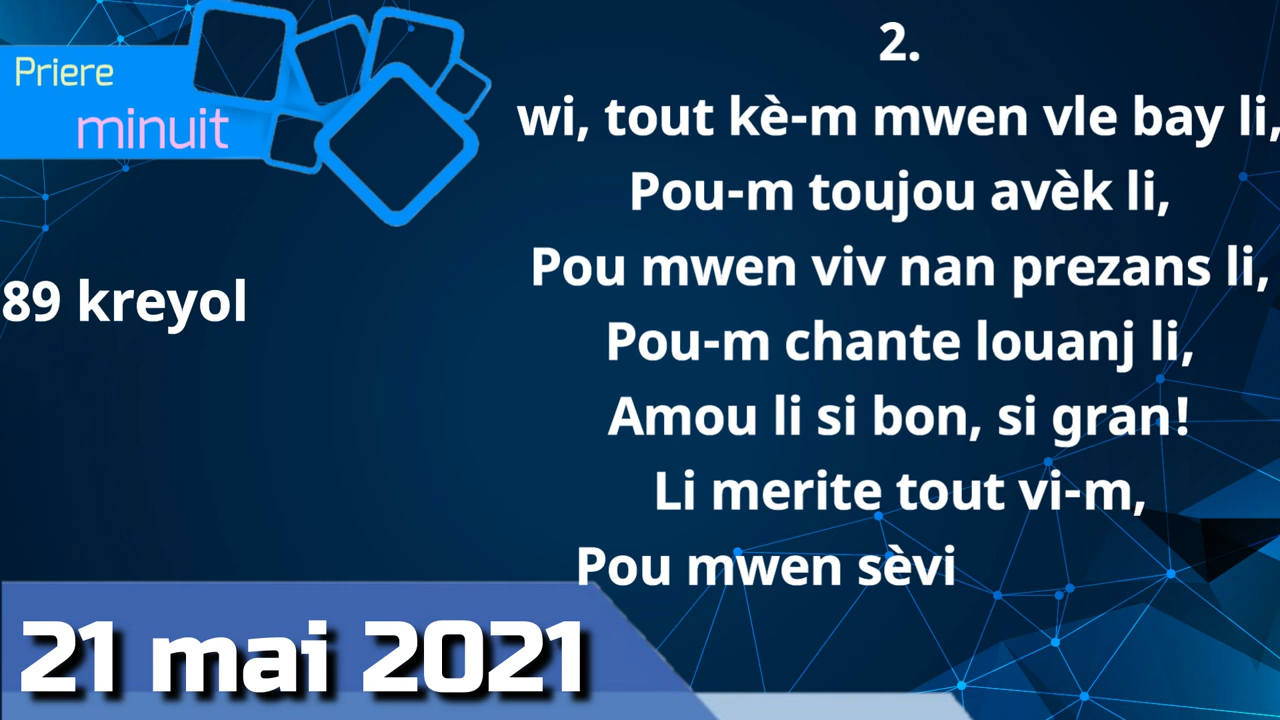 Priere
minuit
89 kreyol
2.
wi, tout kè-m mwen vle bay li,
Pou-m toujou avèk li,
Pou mwen viv nan prezans li,
Pou-m chante louanj li,
Amou li si bon, si gran!
Li merite tout vi-m,
Pou mwen sèvi
21 mai 2021